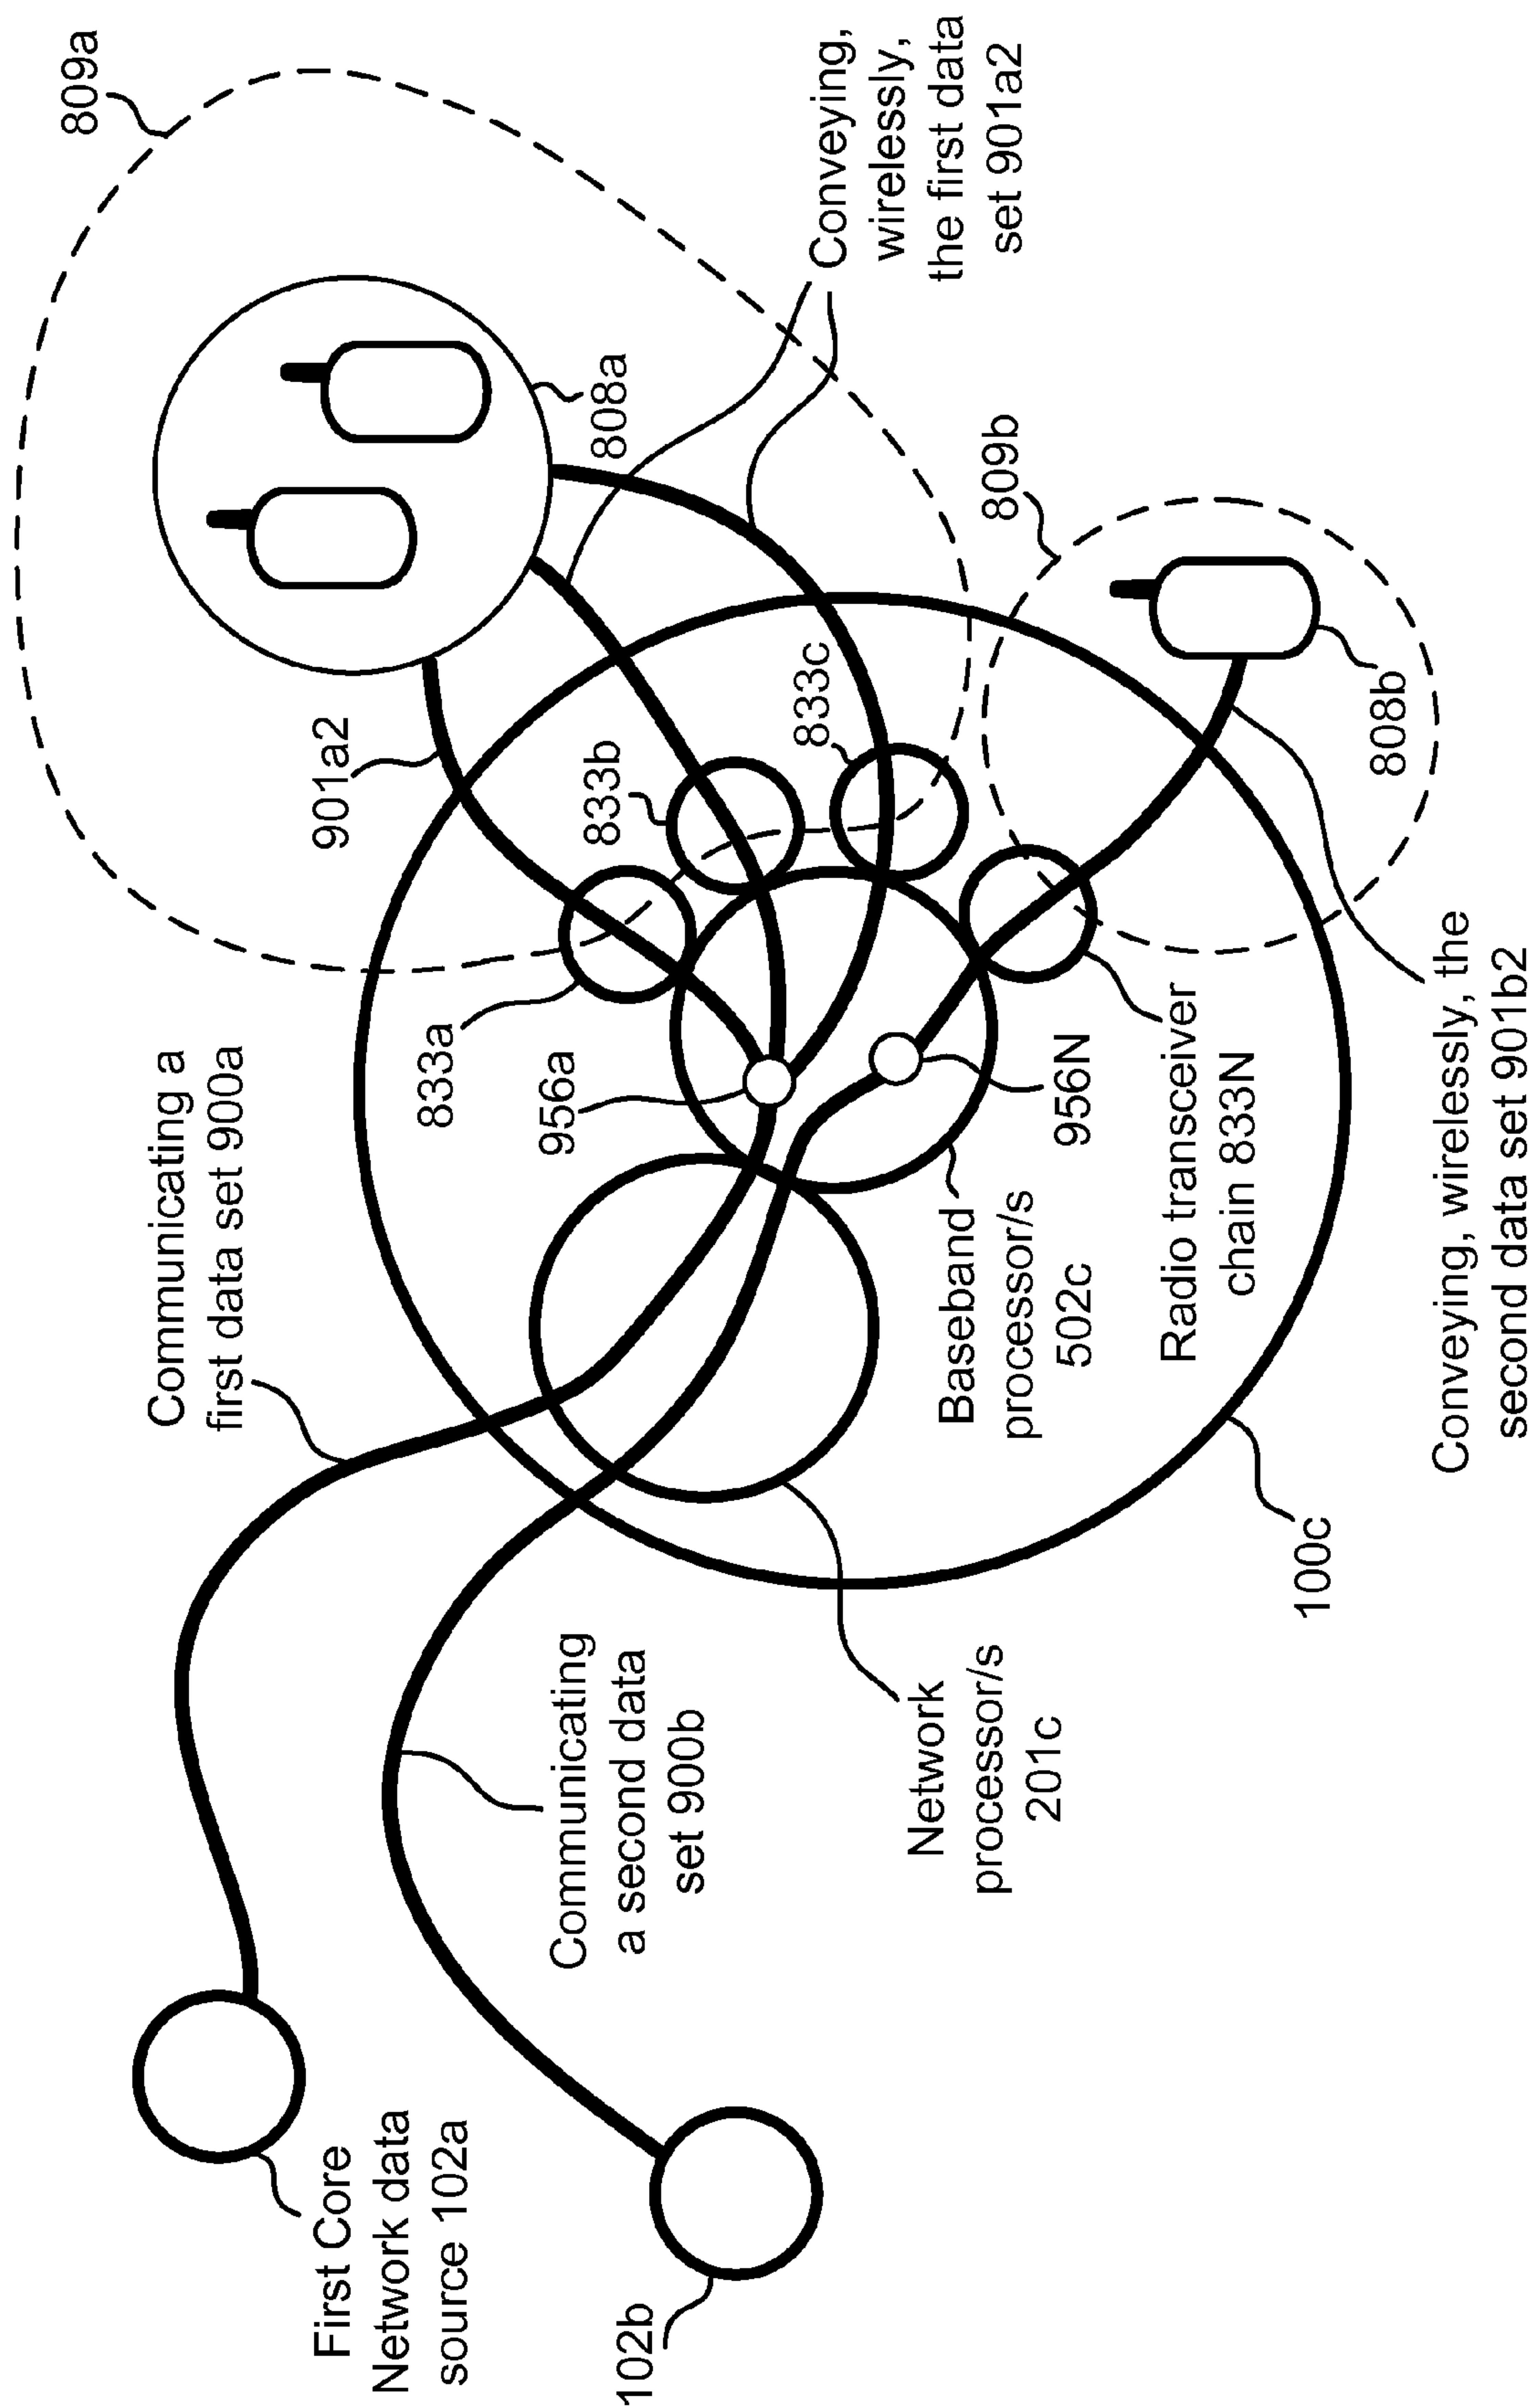 809a
Conveying,
wirelessly,
the first data
set 901a2
808a
809b
901a2
833b
833c
808b
Communicating a
first data set 900a
833a
956a
956N
Radio transceiver
chain 833N
Conveying, wirelessly, the
second data set 901b2
Baseband
processor/s
502c
100c
Communicating
a second data
set 900b
Network
processor/s
201c
First Core
Network data
source 102a
102b